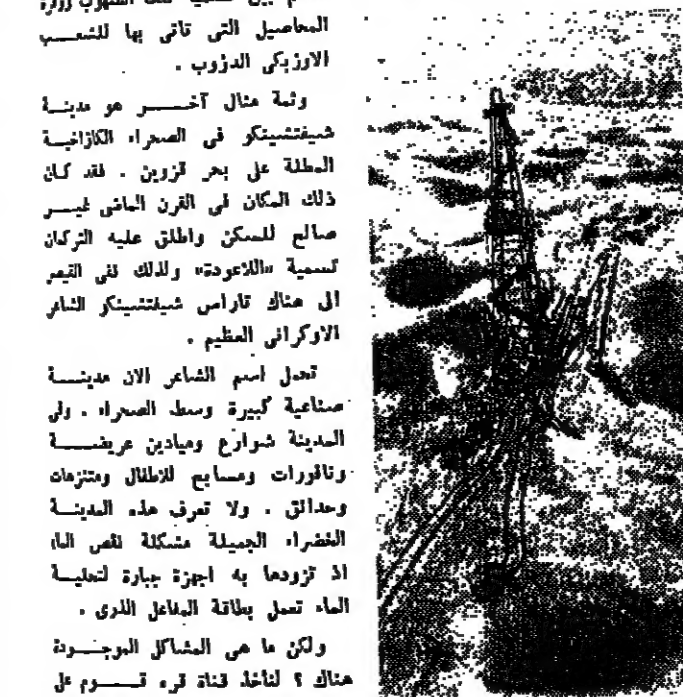 المحاصيل التى تاتى بها للشعب
الاوزبكى الدؤوب .
وثمة مثال آخر هو مدينة
شيفتشينكو فى الصحراء الكازاخية
المطلة على بحر قزوين . فقد كان
ذلك المكان فى القرن الماضى غير
صالح للسكن واطلق عليه التركمان
تسمية «اللاعودة» ولذلك نفى القيصر
الى هناك تاراس شيفتشينكو الشاعر
الاوكرانى العظيم .
تحمل اسم الشاعر الان مدينة
صناعية كبيرة وسط الصحراء . وفى
المدينة شوارع وميادين عريضة
ونافورات ومسابح للاطفال ومتنزهات
وحدائق . ولا تعرف هذه المدينة
الخضراء الجميلة مشكلة نقص الماء
اذ تزودها به اجهزة جبارة لتحلية
الماء تعمل بطاقة المفاعل الذرى .
ولكن ما هى المشاكل الموجودة
هناك ؟ لنأخذ قناة قره قوم على